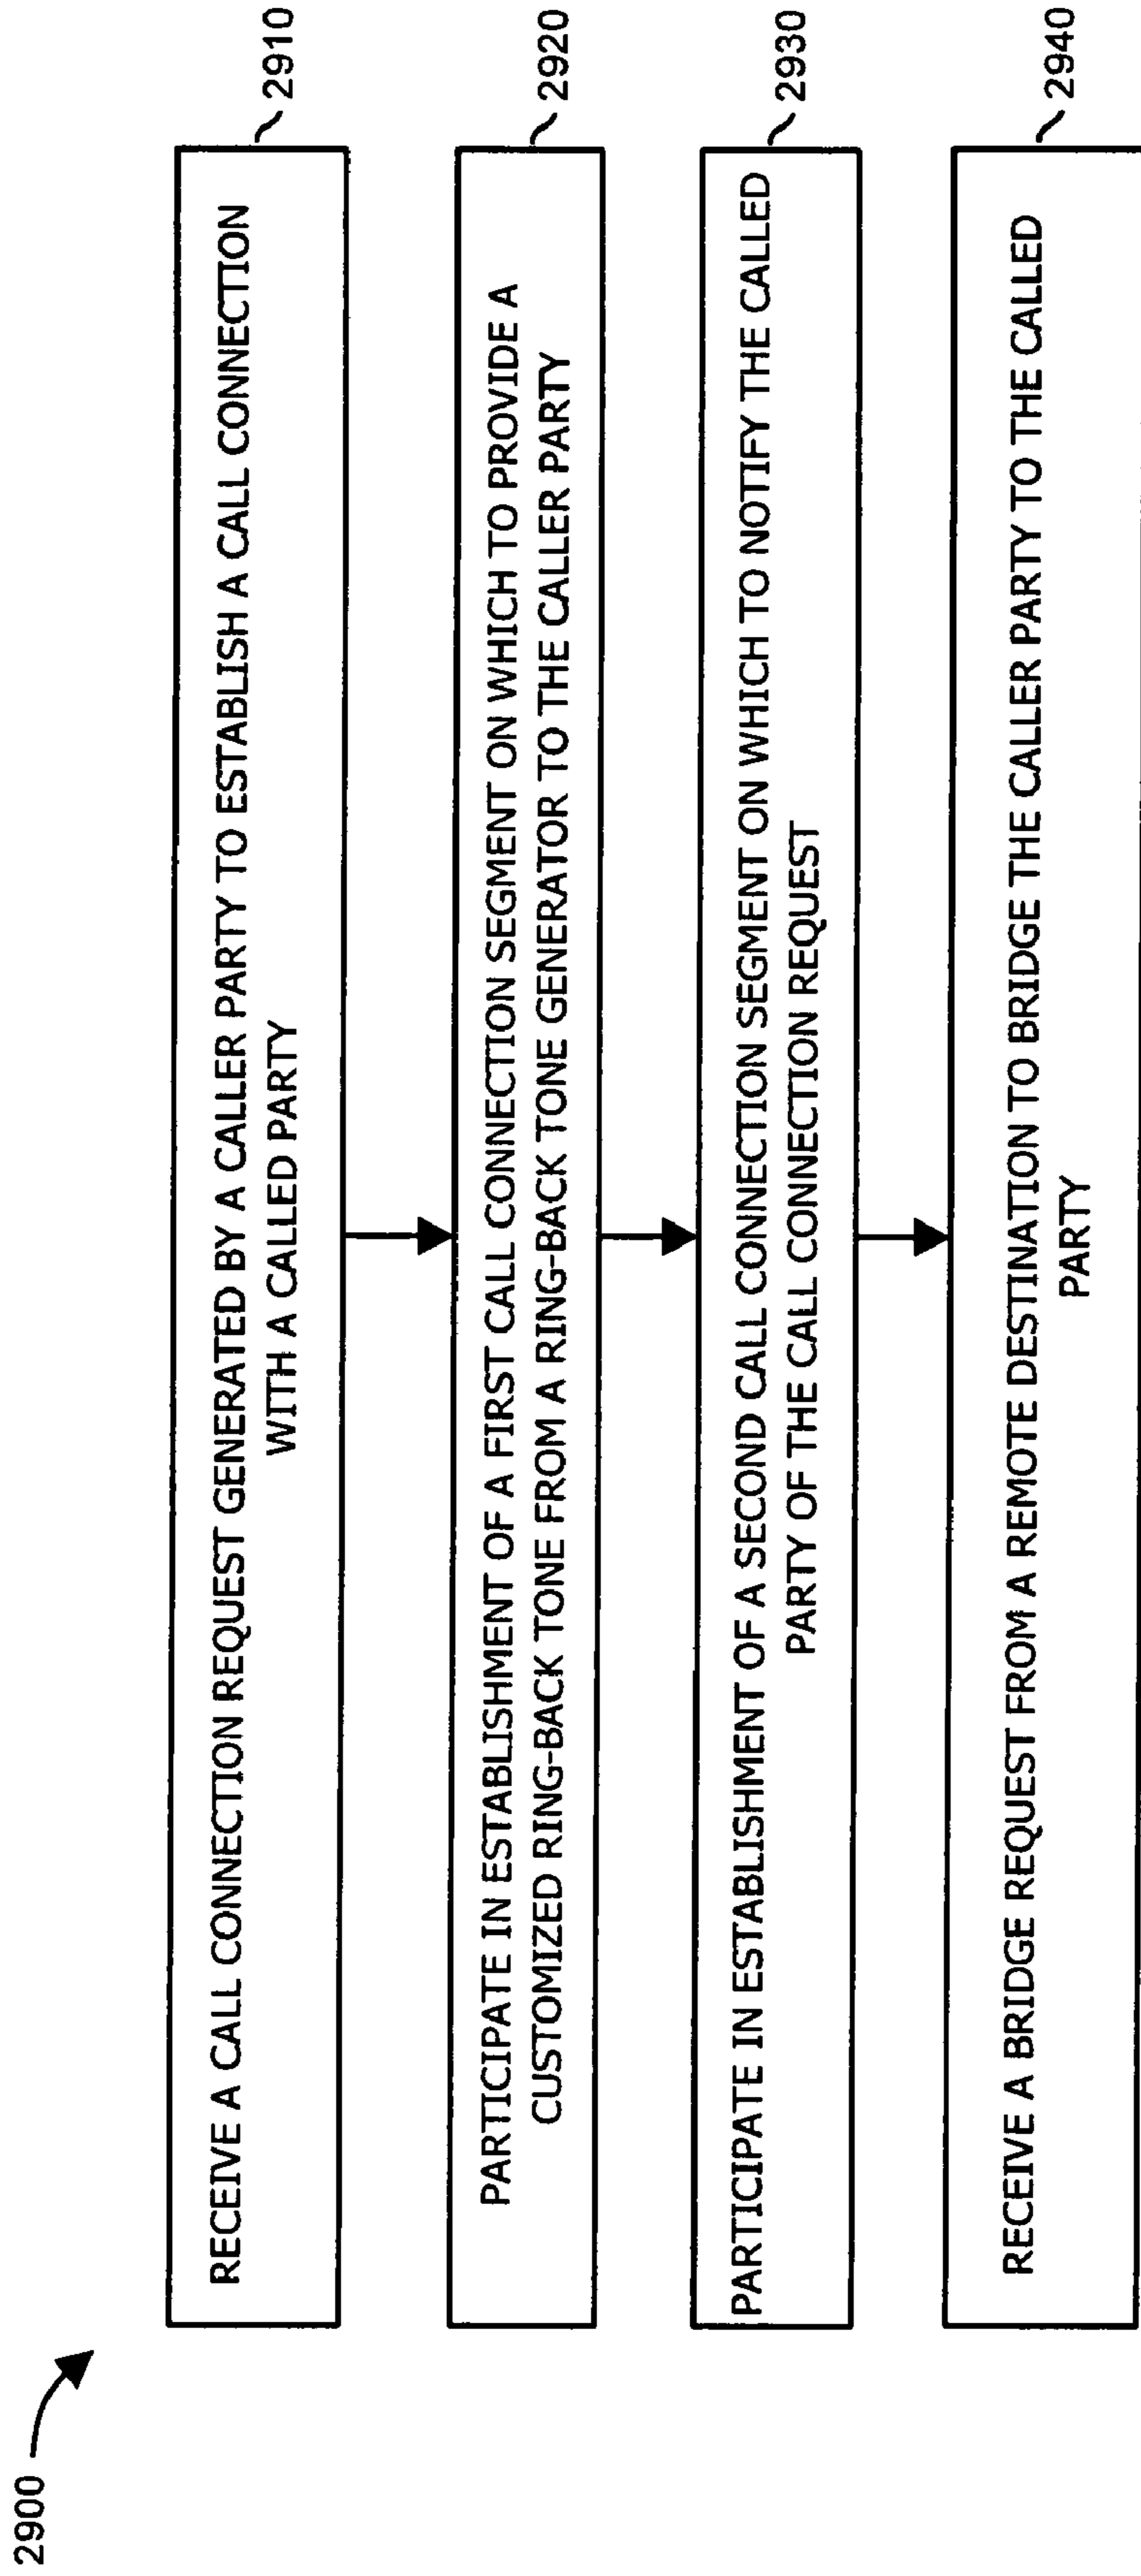 2900
RECEIVE A CALL CONNECTION REQUEST GENERATED BY A CALLER PARTY TO ESTABLISH A CALL CONNECTION
WITH A CALLED PARTY
2910
PARTICIPATE IN ESTABLISHMENT OF A FIRST CALL CONNECTION SEGMENT ON WHICH TO PROVIDE A
CUSTOMIZED RING-BACK TONE FROM A RING-BACK TONE GENERATOR TO THE CALLER PARTY
2920
PARTICIPATE IN ESTABLISHMENT OF A SECOND CALL CONNECTION SEGMENT ON WHICH TO NOTIFY THE CALLED
PARTY OF THE CALL CONNECTION REQUEST
2930
RECEIVE A BRIDGE REQUEST FROM A REMOTE DESTINATION TO BRIDGE THE CALLER PARTY TO THE CALLED
PARTY
2940